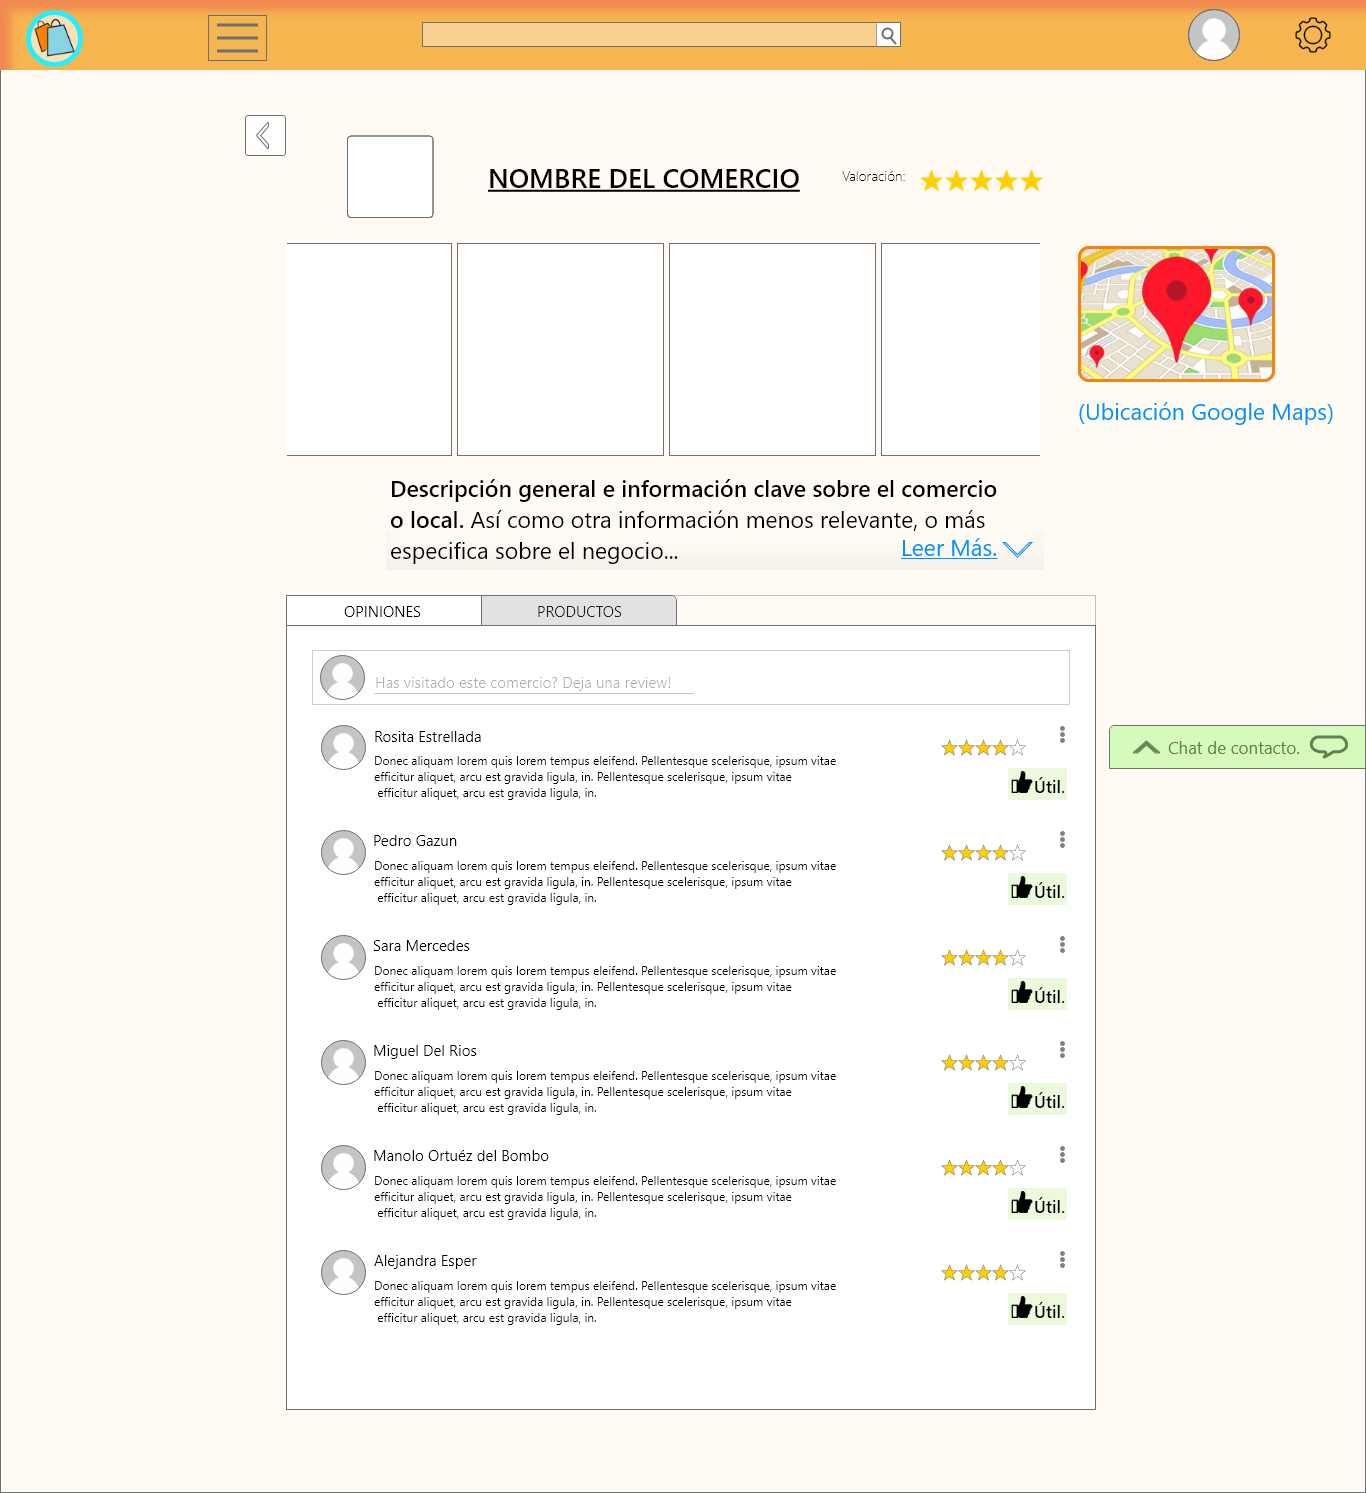 NOMBRE DEL COMERCIO
Valoración:
(Ubicación Google Maps)
Descripción general e información clave sobre el comercio
o local. Así como otra información menos relevante, o más
especifica sobre el negocio...
Leer Más.
OPINIONES
PRODUCTOS
Has visitado este comercio? Deja una review!
Chat de contacto.
Rosita Estrellada
Donec aliquam lorem quis lorem tempus eleifend. Pellentesque scelerisque, ipsum vitae
efficitur aliquet, arcu est gravida ligula, in. Pellentesque scelerisque, ipsum vitae
efficitur aliquet, arcu est gravida ligula, in.
Útil.
Pedro Gazun
Donec aliquam lorem quis lorem tempus eleifend. Pellentesque scelerisque, ipsum vitae
efficitur aliquet, arcu est gravida ligula, in. Pellentesque scelerisque, ipsum vitae
efficitur aliquet, arcu est gravida ligula, in.
Útil.
Sara Mercedes
Donec aliquam lorem quis lorem tempus eleifend. Pellentesque scelerisque, ipsum vitae
efficitur aliquet, arcu est gravida ligula, in. Pellentesque scelerisque, ipsum vitae
efficitur aliquet, arcu est gravida ligula, in.
Útil.
Miguel Del Rios
Donec aliquam lorem quis lorem tempus eleifend. Pellentesque scelerisque, ipsum vitae
efficitur aliquet, arcu est gravida ligula, in. Pellentesque scelerisque, ipsum vitae
efficitur aliquet, arcu est gravida ligula, in.
Útil.
Manolo Ortuéz del Bombo
Donec aliquam lorem quis lorem tempus eleifend. Pellentesque scelerisque, ipsum vitae
efficitur aliquet, arcu est gravida ligula, in. Pellentesque scelerisque, ipsum vitae
efficitur aliquet, arcu est gravida ligula, in.
Útil.
Alejandra Esper
Donec aliquam lorem quis lorem tempus eleifend. Pellentesque scelerisque, ipsum vitae
efficitur aliquet, arcu est gravida ligula, in. Pellentesque scelerisque, ipsum vitae
efficitur aliquet, arcu est gravida ligula, in.
Útil.